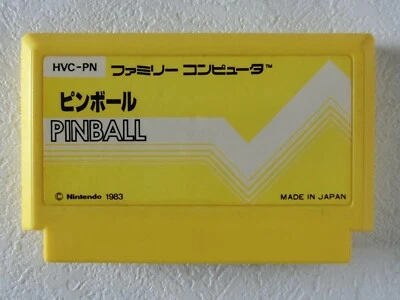 HVC-PN ファミリー コンピュータ™
ピンボール
PINBALL
© Nintendo 1983
MADE IN JAPAN